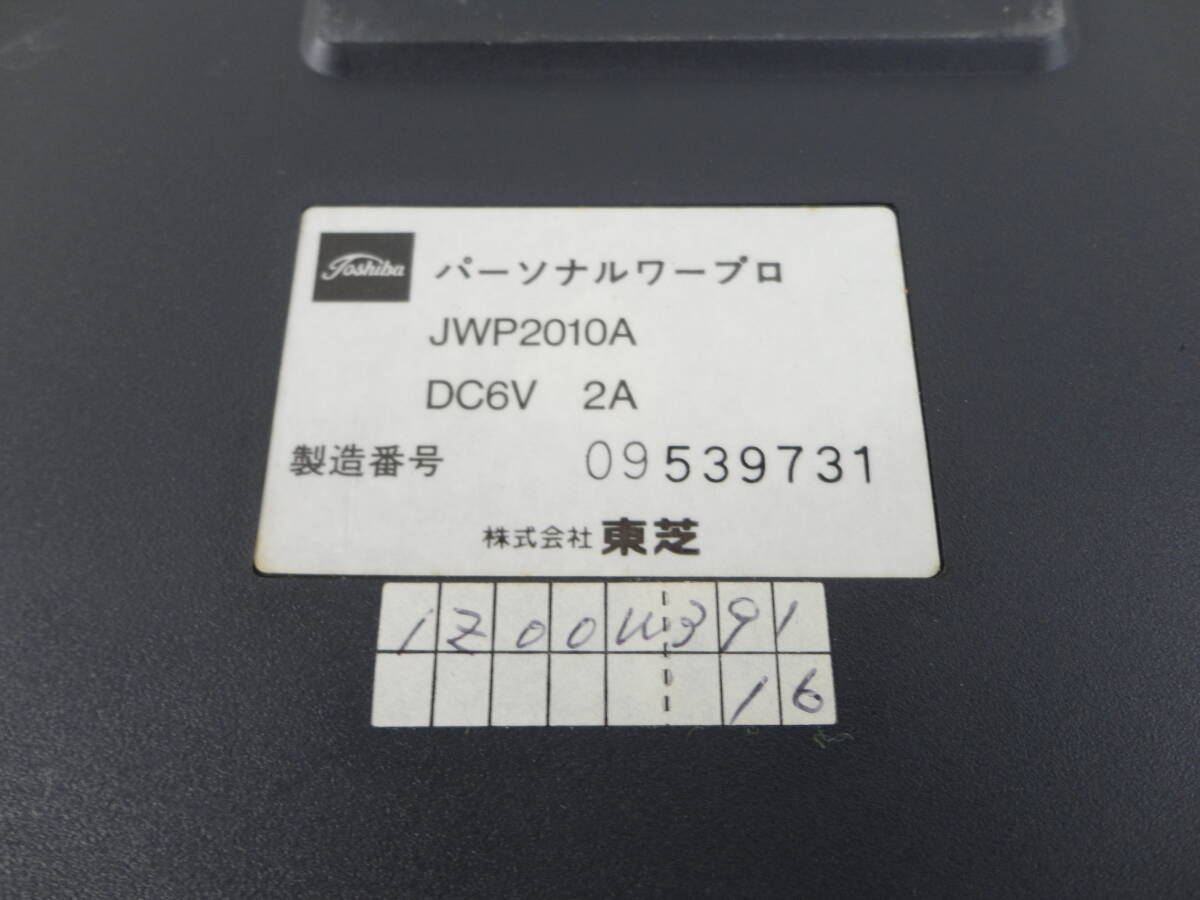 Toshiba パーソナルワープロ
JWP2010A
DC6V 2A
製造番号 09539731
株式会社 東芝
1Z00W391
16